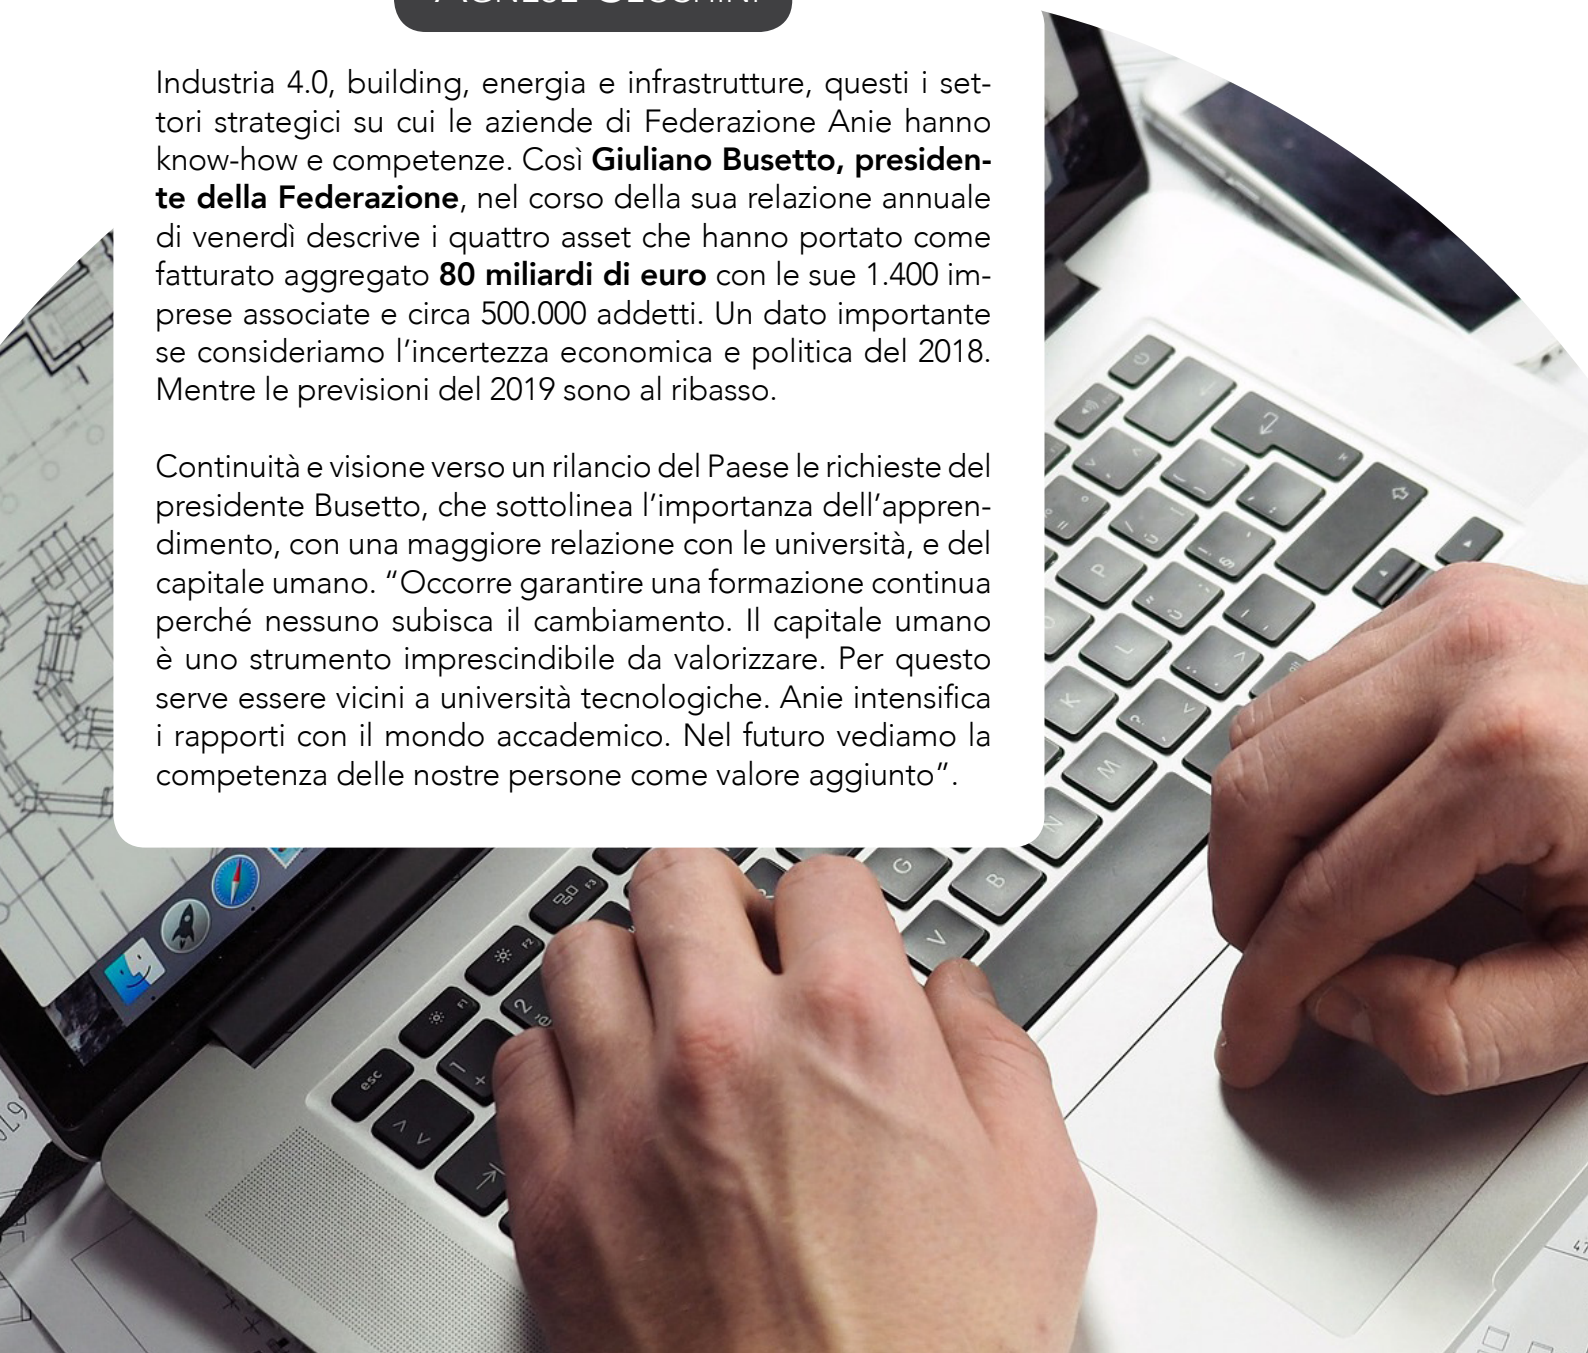 AGNESE CECCHINI
Industria 4.0, building, energia e infrastrutture, questi i set-
tori strategici su cui le aziende di Federazione Anie hanno
know-how e competenze. Così Giuliano Busetto, presiden-
te della Federazione, nel corso della sua relazione annuale
di venerdì descrive i quattro asset che hanno portato come
fatturato aggregato 80 miliardi di euro con le sue 1.400 im-
prese associate e circa 500.000 addetti. Un dato importante
se consideriamo l'incertezza economica e politica del 2018.
Mentre le previsioni del 2019 sono al ribasso.
Continuità e visione verso un rilancio del Paese le richieste del
presidente Busetto, che sottolinea l'importanza dell'appren-
dimento, con una maggiore relazione con le università, e del
capitale umano. “Occorre garantire una formazione continua
perché nessuno subisca il cambiamento. Il capitale umano
è uno strumento imprescindibile da valorizzare. Per questo
serve essere vicini a università tecnologiche. Anie intensifica
i rapporti con il mondo accademico. Nel futuro vediamo la
competenza delle nostre persone come valore aggiunto”.
esc
F1
F2
F3